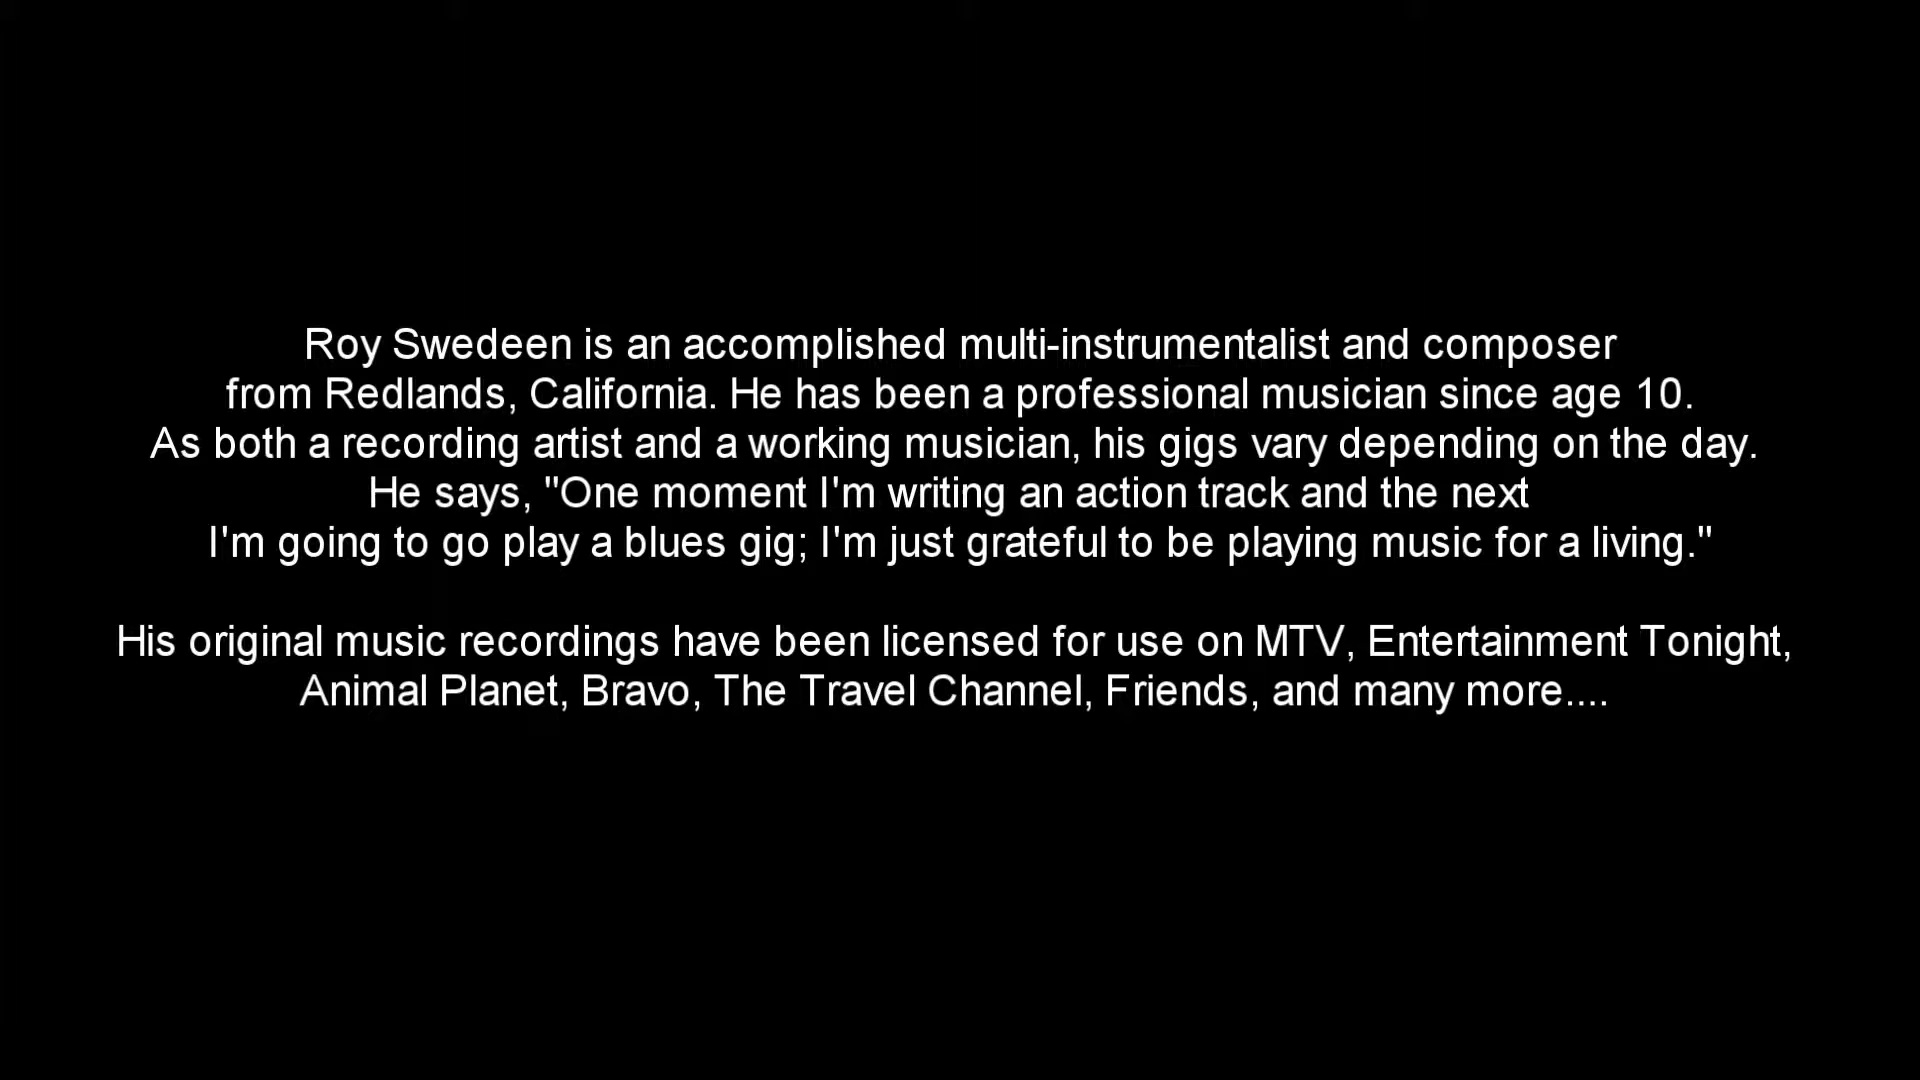 Roy Swedeen is an accomplished multi-instrumentalist and composer
from Redlands, California. He has been a professional musician since age 10.
As both a recording artist and a working musician, his gigs vary depending on the day.
He says, "One moment I'm writing an action track and the next
I'm going to go play a blues gig; I'm just grateful to be playing music for a living."
His original music recordings have been licensed for use on MTV, Entertainment Tonight,
Animal Planet, Bravo, The Travel Channel, Friends, and many more....